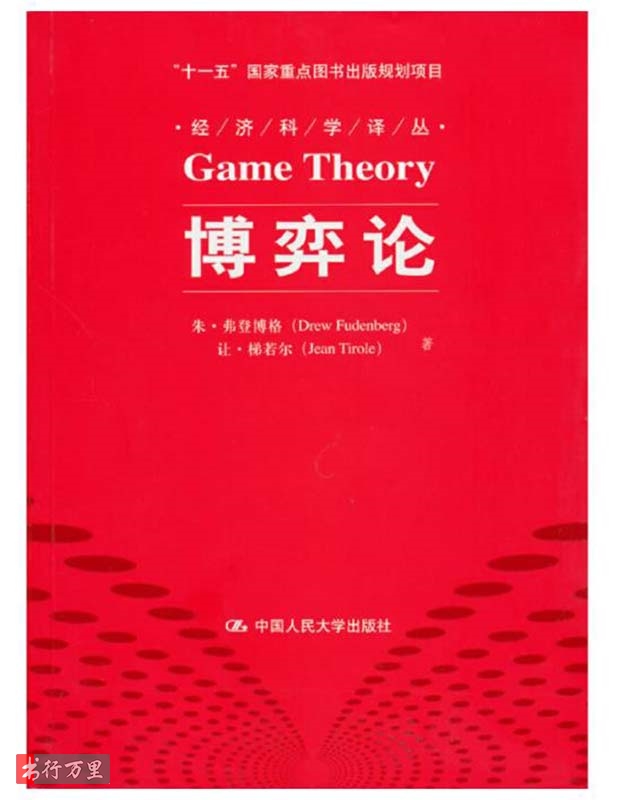 “十一五”国家重点图书出版规划项目
·经/济/科/学/译/丛·
Game Theory
博弈论
朱·弗登博格(Drew Fudenberg)
让·梯若尔(Jean Tirole) 著
中国人民大学出版社
书行万里